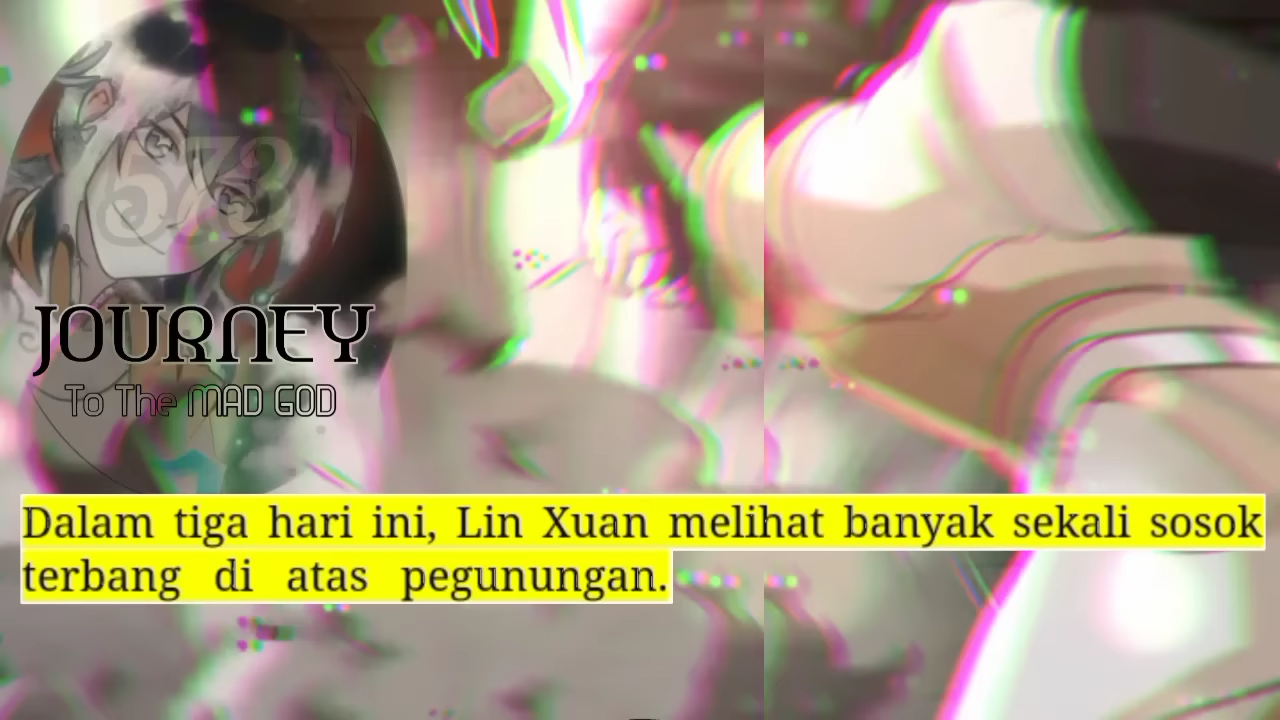 572
JOURNEY
To The MAD GOD
Dalam tiga hari ini, Lin Xuan melihat banyak sekali sosok
terbang di atas pegunungan.